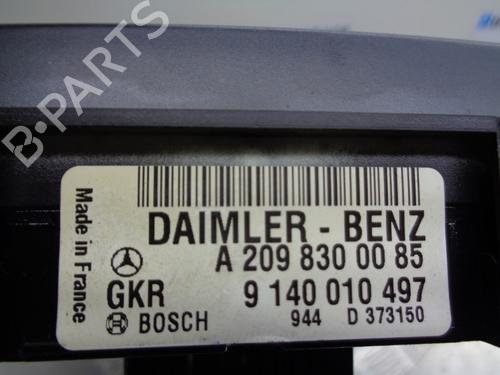 B-PARTS
Made in France
DAIMLER - BENZ
A 209 830 00 85
GKR 9 140 010 497
BOSCH 944 D 373150